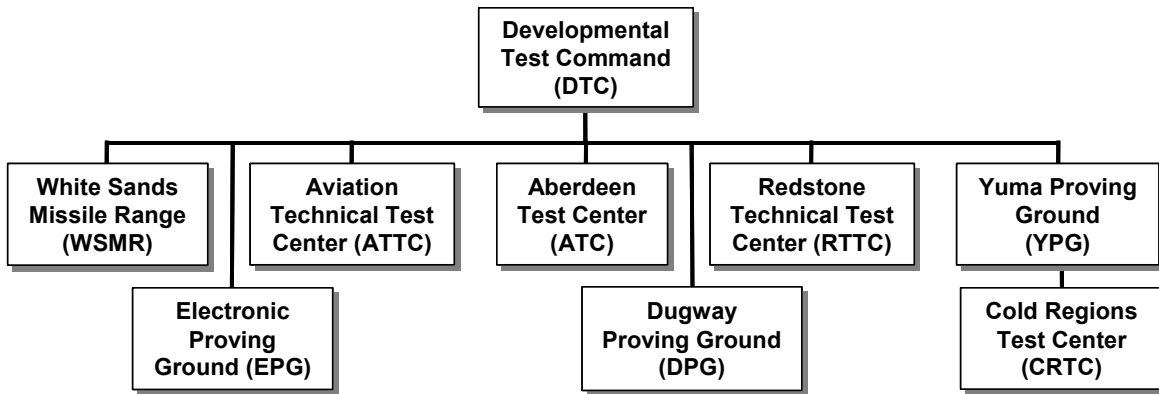 Developmental
Test Command
(DTC)
White Sands
Missile Range
(WSMR)
Aviation
Technical Test
Center (ATTC)
Aberdeen
Test Center
(ATC)
Redstone
Technical Test
Center (RTTC)
Yuma Proving
Ground
(YPG)
Electronic
Proving
Ground (EPG)
Dugway
Proving Ground
(DPG)
Cold Regions
Test Center
(CRTC)